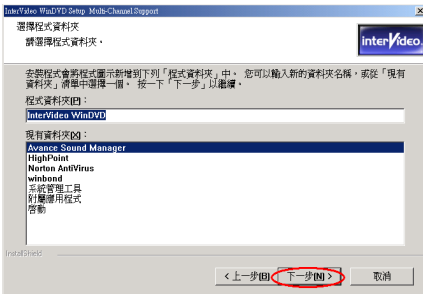 InterVideo WinDVD Setup Multi-Channel Support
選擇程式資料夾
請選擇程式資料夾。
interVideo
安裝程式會將程式圖示新增到下列「程式資料夾」中。 您可以輸入新的資料夾名稱，或從「現有
資料夾」清單中選擇一個。 按一下「下一步」以繼續。
程式資料夾(P)：
InterVideo WinDVD
現有資料夾(X)：
Avance Sound Manager
HighPoint
Norton AntiVirus
winbond
系統管理工具
附屬應用程式
啓動
InstallShield
< 上一步(B) 下一步(N) > 取消